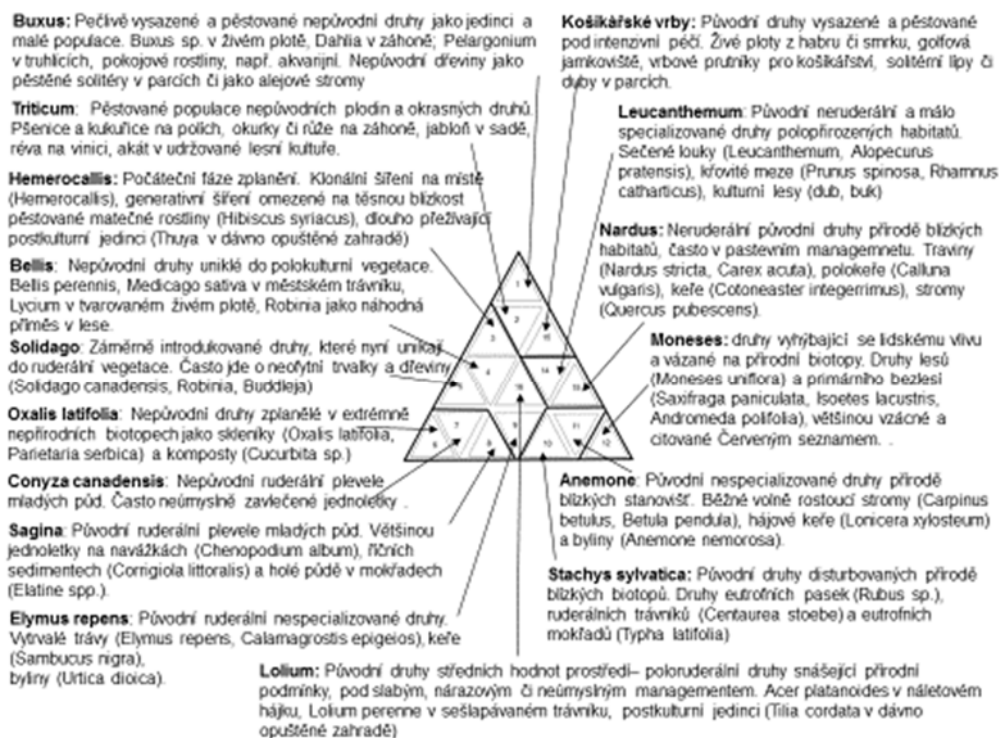 Buxus: Pečlivě vysazené a pěstované nepůvodní druhy jako jedinci a
malé populace. Buxus sp. v živém plotě, Dahlia v záhoně; Pelargonium
v truhlících, pokojové rostliny, např. akvarijní. Nepůvodní dřeviny jako
pěstěné solitéry v parcích či jako alejové stromy
Triticum: Pěstované populace nepůvodních plodin a okrasných druhů.
Pšenice a kukuřice na polích, okurky či růže na záhoně, jabloň v sadě,
réva na vinici, akát v udržované lesní kultuře.
Hemerocallis: Počáteční fáze zplanění. Klonální šíření na místě
(Hemerocallis), generativní šíření omezené na těsnou blízkost
pěstované matečné rostliny (Hibiscus syriacus), dlouho přežívající
postkulturní jedinci (Thuya v dávno opuštěné zahradě)
Bellis: Nepůvodní druhy uniklé do polokulturní vegetace.
Bellis perennis, Medicago sativa v městském trávníku,
Lycium v tvarovaném živém plotě, Robinia jako náhodná
příměs v lese.
Solidago: Záměrně introdukované druhy, které nyní unikají
do ruderální vegetace. Často jde o neofytní trvalky a dřeviny
(Solidago canadensis, Robinia, Buddleja)
Oxalis latifolia: Nepůvodní druhy zplanělé v extrémně
nepřírodních biotopech jako skleníky (Oxalis latifolia,
Parietaria serbica) a komposty (Cucurbita sp.)
Conyza canadensis: Nepůvodní ruderální plevele
mladých půd. Často neúmyslně zavlečené jednoletky .
Sagina: Původní ruderální plevele mladých půd. Většinou
jednoletky na navážkách (Chenopodium album), říčních
sedimentech (Corrigiola littoralis) a holé půdě v mokřadech
(Elatine spp.).
Elymus repens: Původní ruderální nespecializované druhy.
Vytrvalé trávy (Elymus repens, Calamagrostis epigeios), keře
(Sambucus nigra),
byliny (Urtica dioica).
Košíkářské vrby: Původní druhy vysazené a pěstované
pod intenzivní péčí. Živé ploty z habru či smrku, golfová
jamkoviště, vrbové prutníky pro košíkářství, solitérní lípy či
duby v parcích.
Leucanthemum: Původní neruderální a málo
specializované druhy polopřirozených habitatů.
Sečené louky (Leucanthemum, Alopecurus
pratensis), křovité meze (Prunus spinosa, Rhamnus
catharticus), kulturní lesy (dub, buk)
Nardus: Neruderální původní druhy přírodě blízkých
habitatů, často v pastevním managemnetu. Traviny
(Nardus stricta, Carex acuta), polokeře (Calluna
vulgaris), keře (Cotoneaster integerrimus), stromy
(Quercus pubescens).
Moneses: druhy vyhýbající se lidskému vlivu
a vázané na přírodní biotopy. Druhy lesů
(Moneses uniflora) a primárního bezlesí
(Saxifraga paniculata, Isoetes lacustris,
Andromeda polifolia), většinou vzácné a
citované Červeným seznamem. .
Anemone: Původní nespecializované druhy přírodě
blízkých stanovišť. Běžné volně rostoucí stromy (Carpinus
betulus, Betula pendula), hájové keře (Lonicera xylosteum)
a byliny (Anemone nemorosa).
Stachys sylvatica: Původní druhy disturbovaných přírodě
blízkých biotopů. Druhy eutrofních pasek (Rubus sp.),
ruderálních trávníků (Centaurea stoebe) a eutrofních
mokřadů (Typha latifolia)
Lolium: Původní druhy středních hodnot prostředí– poloruderální druhy snášející přírodní
podmínky, pod slabým, nárazovým či neúmyslným managementem. Acer platanoides v náletovém
hájku, Lolium perenne v sešlapávaném trávníku, postkulturní jedinci (Tilia cordata v dávno
opuštěné zahradě)
1
2
3
4
7
10
11
12